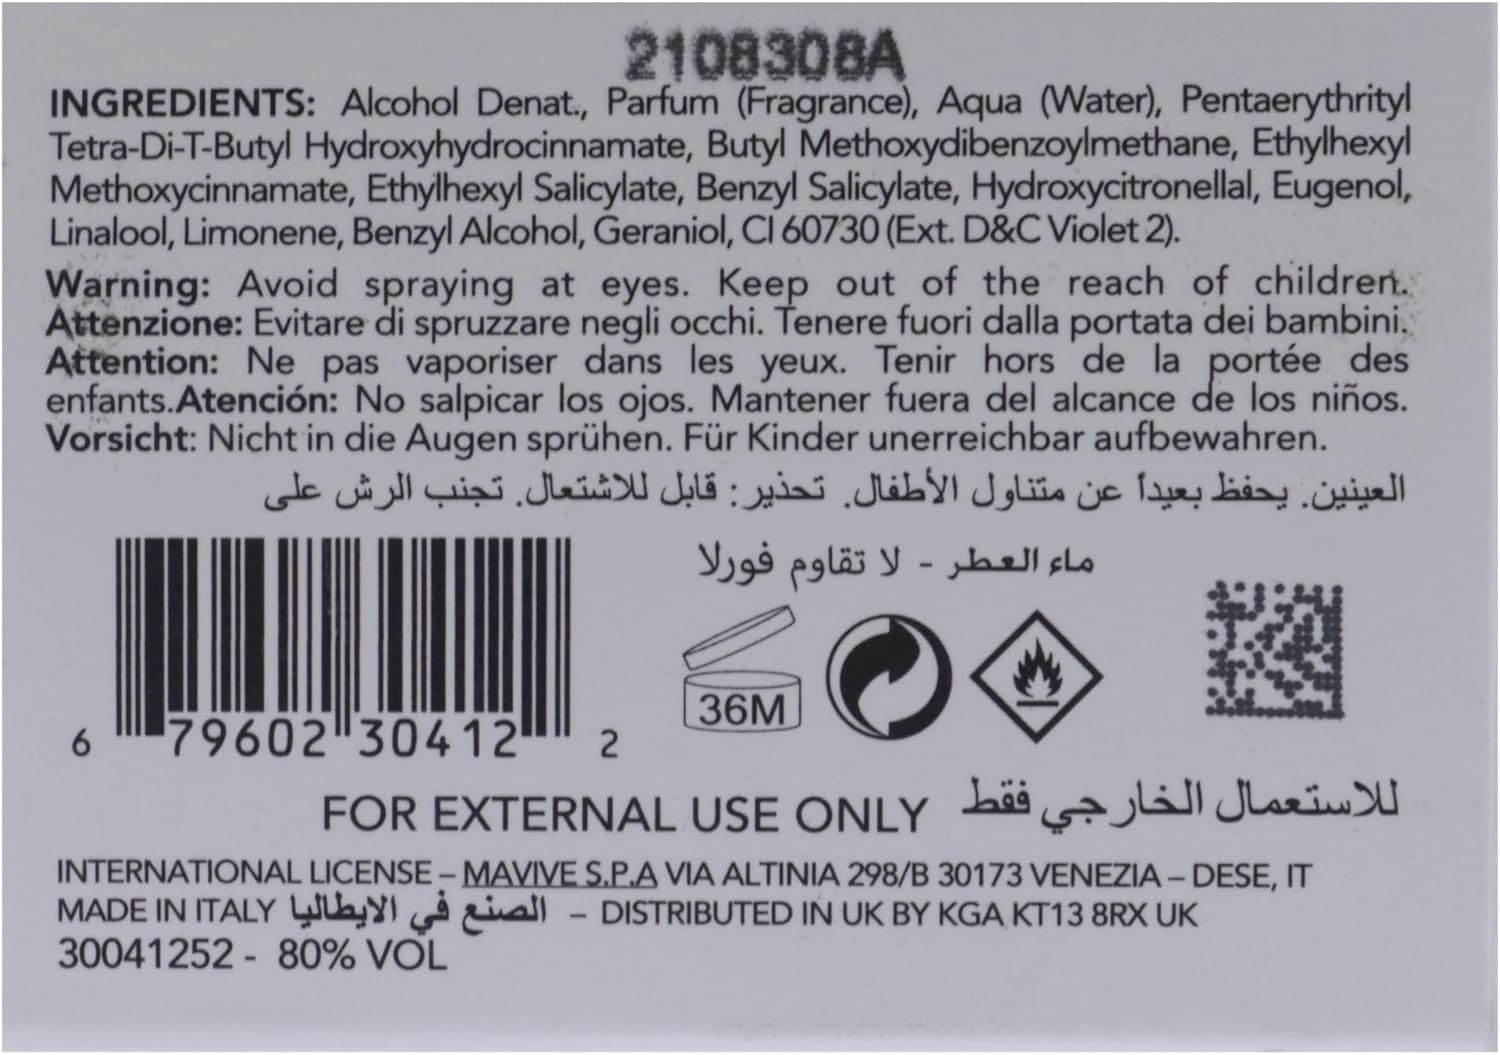 2108308A
INGREDIENTS: Alcohol Denat., Parfum (Fragrance), Aqua (Water), Pentaerythrityl
Tetra-Di-T-Butyl Hydroxyhydrocinnamate, Butyl Methoxydibenzoylmethane, Ethylhexyl
Methoxycinnamate, Ethylhexyl Salicylate, Benzyl Salicylate, Hydroxycitronellal, Eugenol,
Linalool, Limonene, Benzyl Alcohol, Geraniol, CI 60730 (Ext. D&C Violet 2).
Warning: Avoid spraying at eyes. Keep out of the reach of children.
Attenzione: Evitare di spruzzare negli occhi. Tenere fuori dalla portata dei bambini.
Attention: Ne pas vaporiser dans les yeux. Tenir hors de la portée des
enfants.Atención: No salpicar los ojos. Mantener fuera del alcance de los niños.
Vorsicht: Nicht in die Augen sprühen. Für Kinder unerreichbar aufbewahren.
العينين. يحفظ بعيداً عن متناول الأطفال. تحذير: قابل للاشتعال. تجنب الرش على
ماء العطر - لا تقاوم فورلا
36M
6 79602 30412 2
FOR EXTERNAL USE ONLY للاستعمال الخارجي فقط
INTERNATIONAL LICENSE – MAVIVE S.P.A VIA ALTINIA 298/B 30173 VENEZIA – DESE, IT
MADE IN ITALY الصنع في الايطاليا – DISTRIBUTED IN UK BY KGA KT13 8RX UK
30041252 - 80% VOL